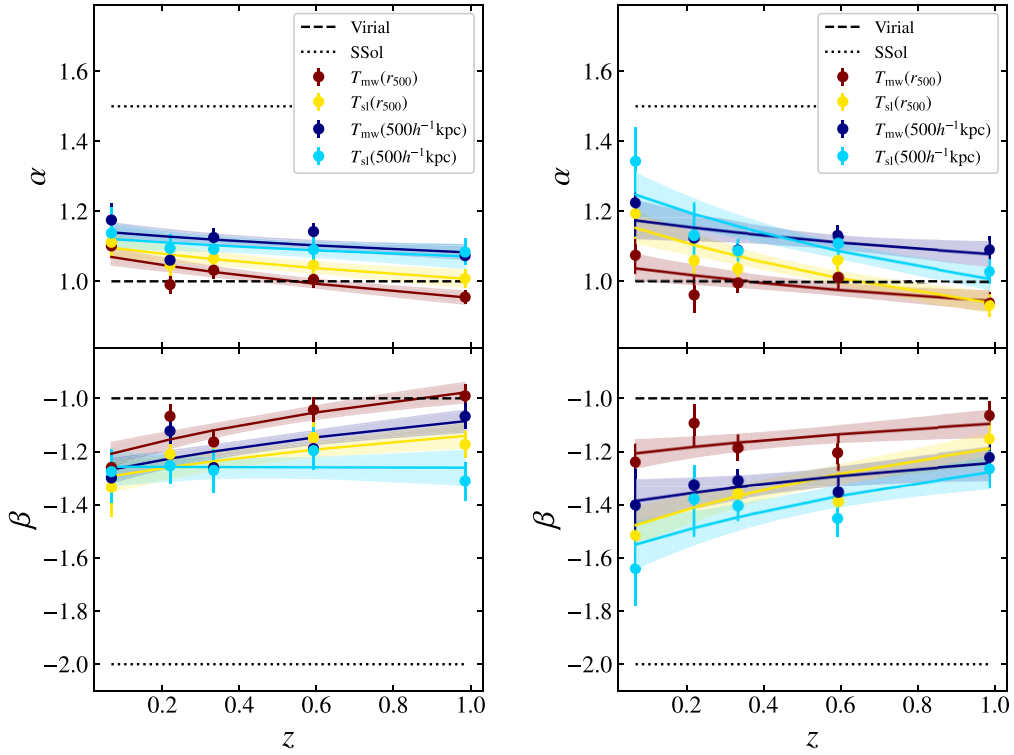 Virial
SSol
T_mw(r_500)
T_sl(r_500)
T_mw(500h^−1kpc)
T_sl(500h^−1kpc)
1.6
1.4
1.2
1.0
α
−1.0
−1.2
−1.4
−1.6
−1.8
−2.0
β
0.2 0.4 0.6 0.8 1.0
z
Virial
SSol
T_mw(r_500)
T_sl(r_500)
T_mw(500h^−1kpc)
T_sl(500h^−1kpc)
1.6
1.4
1.2
1.0
α
−1.0
−1.2
−1.4
−1.6
−1.8
−2.0
β
0.2 0.4 0.6 0.8 1.0
z